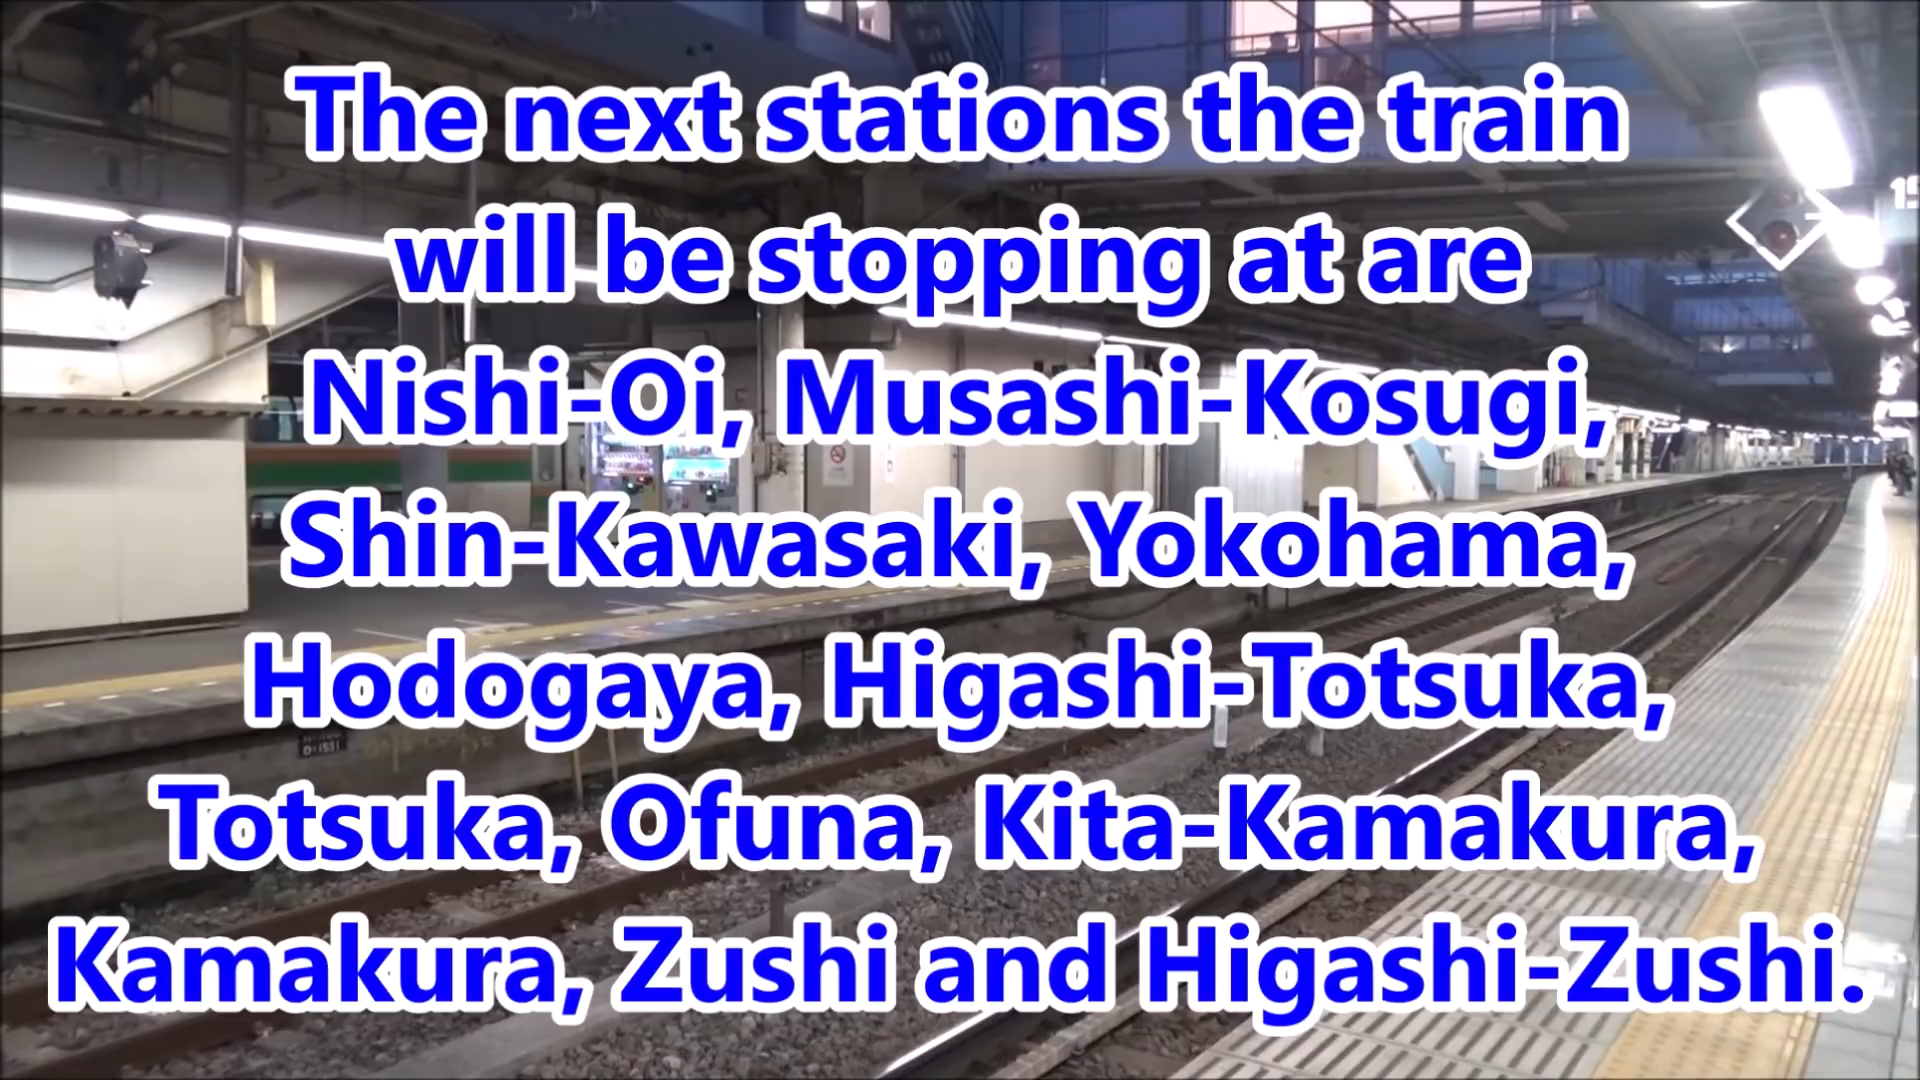 The next stations the train
will be stopping at are
Nishi-Oi, Musashi-Kosugi,
Shin-Kawasaki, Yokohama,
Hodogaya, Higashi-Totsuka,
Totsuka, Ofuna, Kita-Kamakura,
Kamakura, Zushi and Higashi-Zushi.